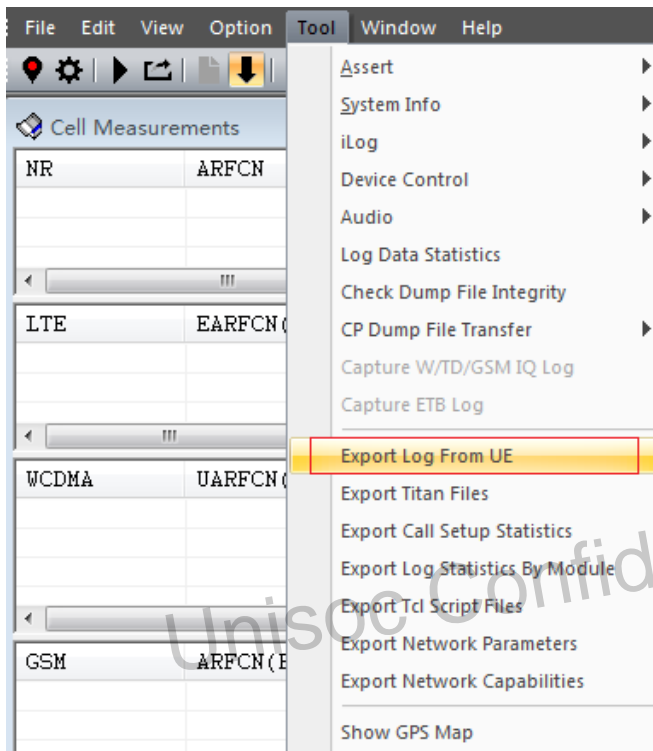 File Edit View Option Tool Window Help
Cell Measurements
NR ARFCN
LTE EARFCN(
WCDMA UARFCN(
GSM ARFCN(
Assert
System Info
iLog
Device Control
Audio
Log Data Statistics
Check Dump File Integrity
CP Dump File Transfer
Capture W/TD/GSM IQ Log
Capture ETB Log
Export Log From UE
Export Titan Files
Export Call Setup Statistics
Export Log Statistics By Module
Export Tcl Script Files
Export Network Parameters
Export Network Capabilities
Show GPS Map
Unisoc Confid